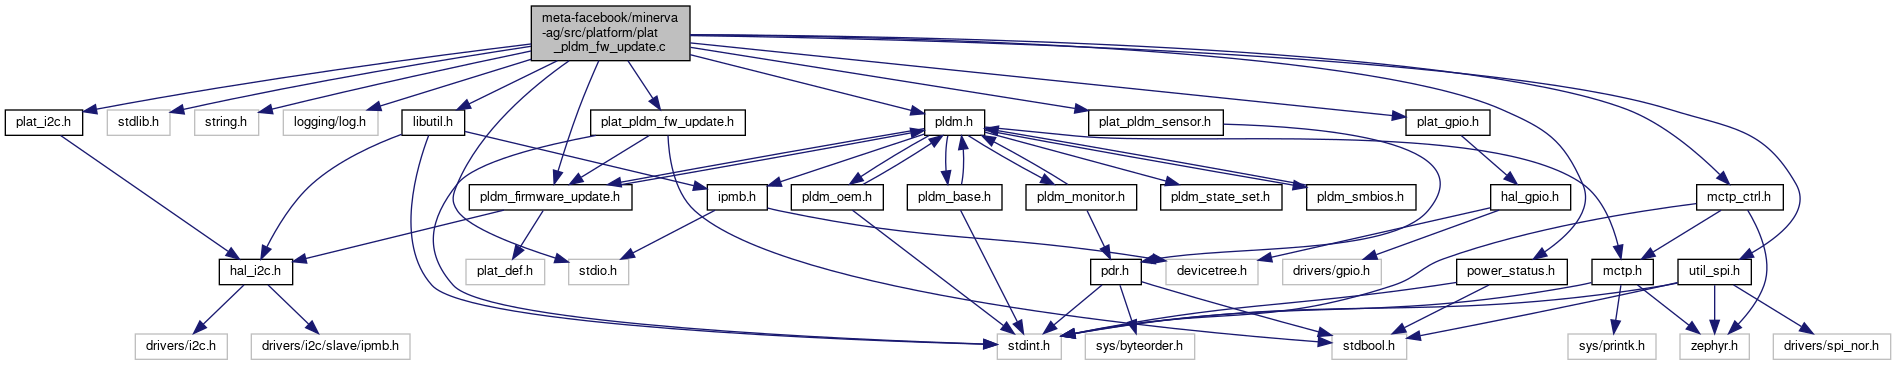 meta-facebook/minerva
-ag/src/platform/plat
_pldm_fw_update.c
plat_i2c.h
stdlib.h
string.h
logging/log.h
libutil.h
plat_pldm_fw_update.h
pldm.h
plat_pldm_sensor.h
plat_gpio.h
pldm_firmware_update.h
ipmb.h
pldm_oem.h
pldm_base.h
pldm_monitor.h
pldm_state_set.h
pldm_smbios.h
hal_gpio.h
mctp_ctrl.h
hal_i2c.h
plat_def.h
stdio.h
pdr.h
devicetree.h
drivers/gpio.h
power_status.h
mctp.h
util_spi.h
drivers/i2c.h
drivers/i2c/slave/ipmb.h
stdint.h
sys/byteorder.h
stdbool.h
sys/printk.h
zephyr.h
drivers/spi_nor.h